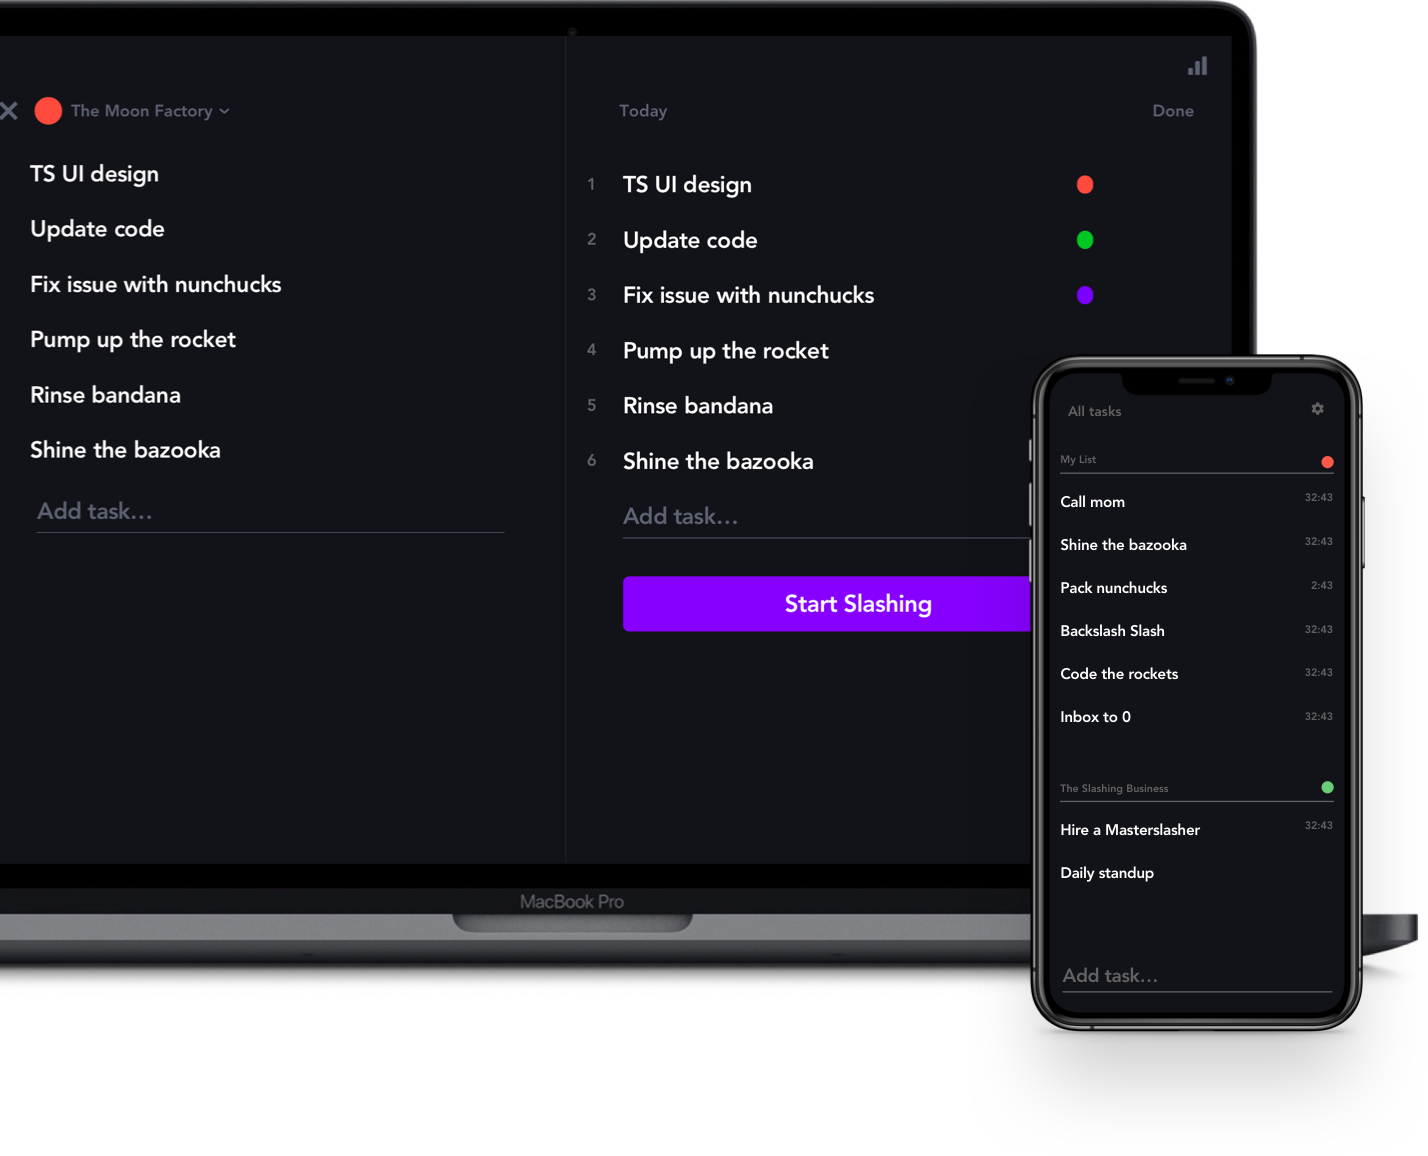 The Moon Factory
TS UI design
Update code
Fix issue with nunchucks
Pump up the rocket
Rinse bandana
Shine the bazooka
Add task...
Today
Done
1 TS UI design
2 Update code
3 Fix issue with nunchucks
4 Pump up the rocket
5 Rinse bandana
6 Shine the bazooka
Add task...
Start Slashing
MacBook Pro
All tasks
My List
Call mom 32:43
Shine the bazooka 32:43
Pack nunchucks 2:43
Backslash Slash 32:43
Code the rockets 32:43
Inbox to 0 32:43
The Slashing Business
Hire a Masterslasher 32:43
Daily standup
Add task...